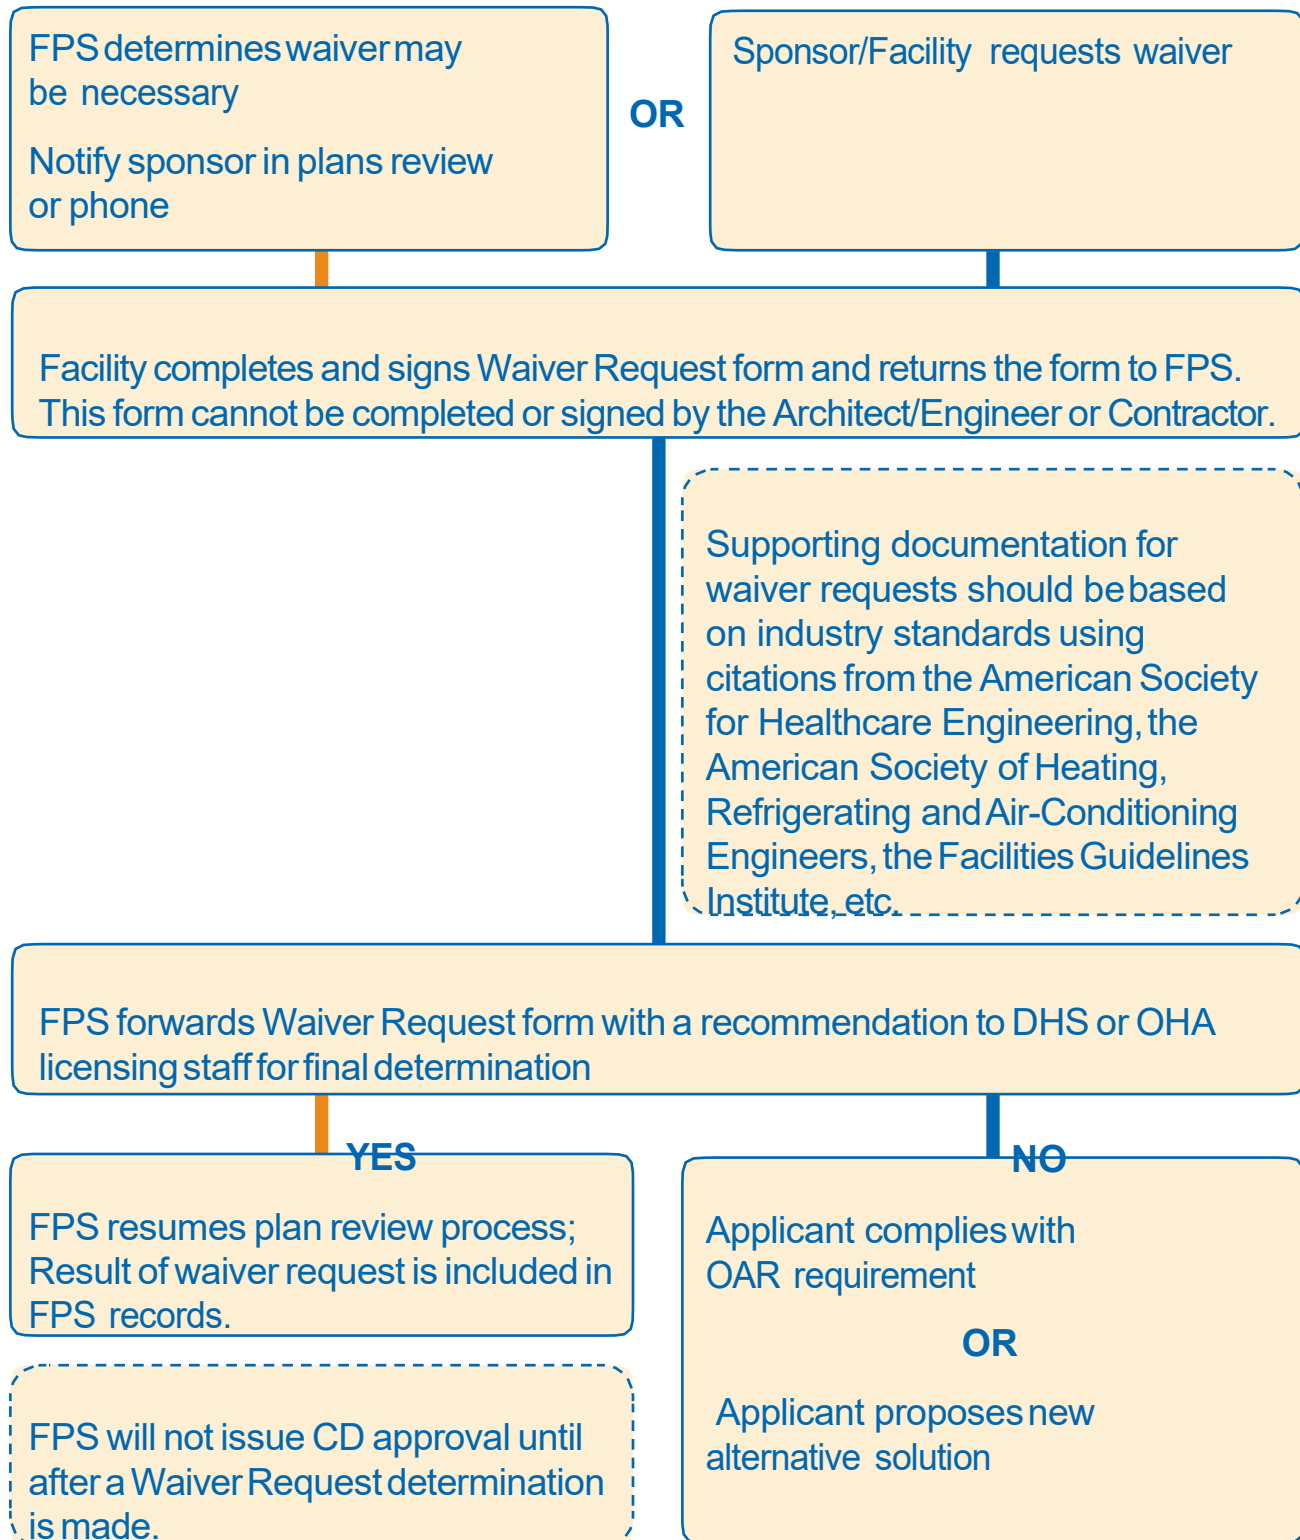 FPS determines waiver may
be necessary
Notify sponsor in plans review
or phone
OR
Sponsor/Facility requests waiver
Facility completes and signs Waiver Request form and returns the form to FPS.
This form cannot be completed or signed by the Architect/Engineer or Contractor.
Supporting documentation for
waiver requests should be based
on industry standards using
citations from the American Society
for Healthcare Engineering, the
American Society of Heating,
Refrigerating and Air-Conditioning
Engineers, the Facilities Guidelines
Institute, etc.
FPS forwards Waiver Request form with a recommendation to DHS or OHA
licensing staff for final determination
YES
FPS resumes plan review process;
Result of waiver request is included in
FPS records.
FPS will not issue CD approval until
after a Waiver Request determination
is made.
NO
Applicant complies with
OAR requirement
OR
Applicant proposes new
alternative solution